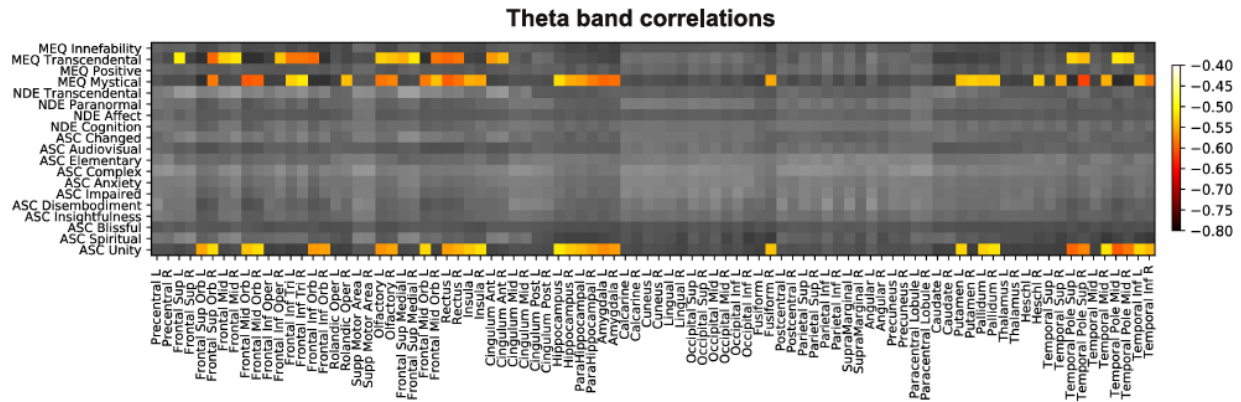 Theta band correlations
MEQ Innefability
MEQ Transcendental
MEQ Positive
MEQ Mystical
NDE Transcendental
NDE Paranormal
NDE Affect
NDE Cognition
ASC Changed
ASC Audiovisual
ASC Elementary
ASC Complex
ASC Anxiety
ASC Impaired
ASC Disembodiment
ASC Insightfulness
ASC Blissful
ASC Spiritual
ASC Unity
−0.40
−0.45
−0.50
−0.55
−0.60
−0.65
−0.70
−0.75
−0.80
Precentral L
Precentral R
Frontal Sup L
Frontal Sup R
Frontal Sup Orb L
Frontal Sup Orb R
Frontal Mid L
Frontal Mid R
Frontal Mid Orb L
Frontal Mid Orb R
Frontal Inf Oper L
Frontal Inf Oper R
Frontal Inf Tri L
Frontal Inf Tri R
Frontal Inf Orb L
Frontal Inf Orb R
Rolandic Oper L
Rolandic Oper R
Supp Motor Area L
Supp Motor Area R
Olfactory L
Olfactory R
Frontal Sup Medial L
Frontal Sup Medial R
Frontal Mid Orb L
Frontal Mid Orb R
Rectus L
Rectus R
Insula L
Insula R
Cingulum Ant L
Cingulum Ant R
Cingulum Mid L
Cingulum Mid R
Cingulum Post L
Cingulum Post R
Hippocampus L
Hippocampus R
ParaHippocampal L
ParaHippocampal R
Amygdala L
Amygdala R
Calcarine L
Calcarine R
Cuneus L
Cuneus R
Lingual L
Lingual R
Occipital Sup L
Occipital Sup R
Occipital Mid L
Occipital Mid R
Occipital Inf L
Occipital Inf R
Fusiform L
Fusiform R
Postcentral L
Postcentral R
Parietal Sup L
Parietal Sup R
Parietal Inf L
Parietal Inf R
SupraMarginal L
SupraMarginal R
Angular L
Angular R
Precuneus L
Precuneus R
Paracentral Lobule L
Paracentral Lobule R
Caudate L
Caudate R
Putamen L
Putamen R
Pallidum L
Pallidum R
Thalamus L
Thalamus R
Heschl L
Heschl R
Temporal Sup L
Temporal Sup R
Temporal Pole Sup L
Temporal Pole Sup R
Temporal Mid L
Temporal Mid R
Temporal Pole Mid L
Temporal Pole Mid R
Temporal Inf L
Temporal Inf R